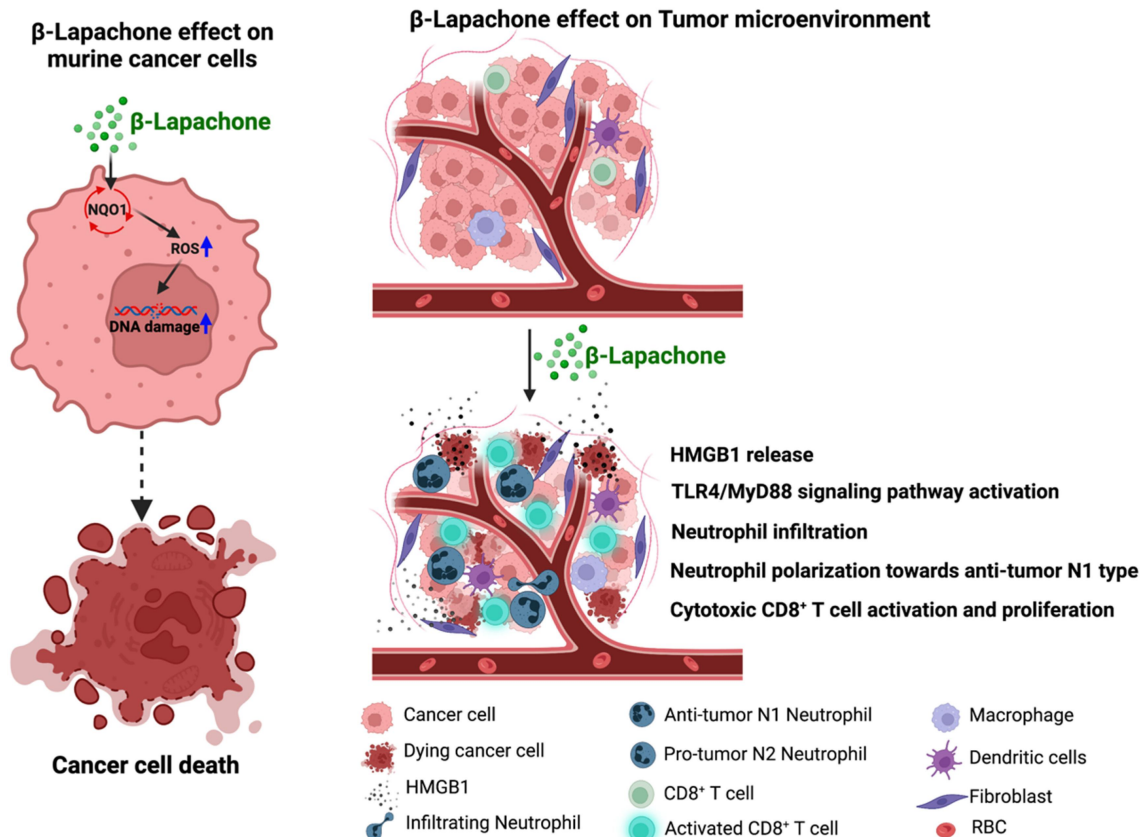 β-Lapachone effect on
murine cancer cells
β-Lapachone
NQO1
ROS
DNA damage
Cancer cell death
β-Lapachone effect on Tumor microenvironment
β-Lapachone
HMGB1 release
TLR4/MyD88 signaling pathway activation
Neutrophil infiltration
Neutrophil polarization towards anti-tumor N1 type
Cytotoxic CD8⁺ T cell activation and proliferation
Cancer cell
Dying cancer cell
HMGB1
Infiltrating Neutrophil
Anti-tumor N1 Neutrophil
Pro-tumor N2 Neutrophil
CD8⁺ T cell
Activated CD8⁺ T cell
Macrophage
Dendritic cells
Fibroblast
RBC